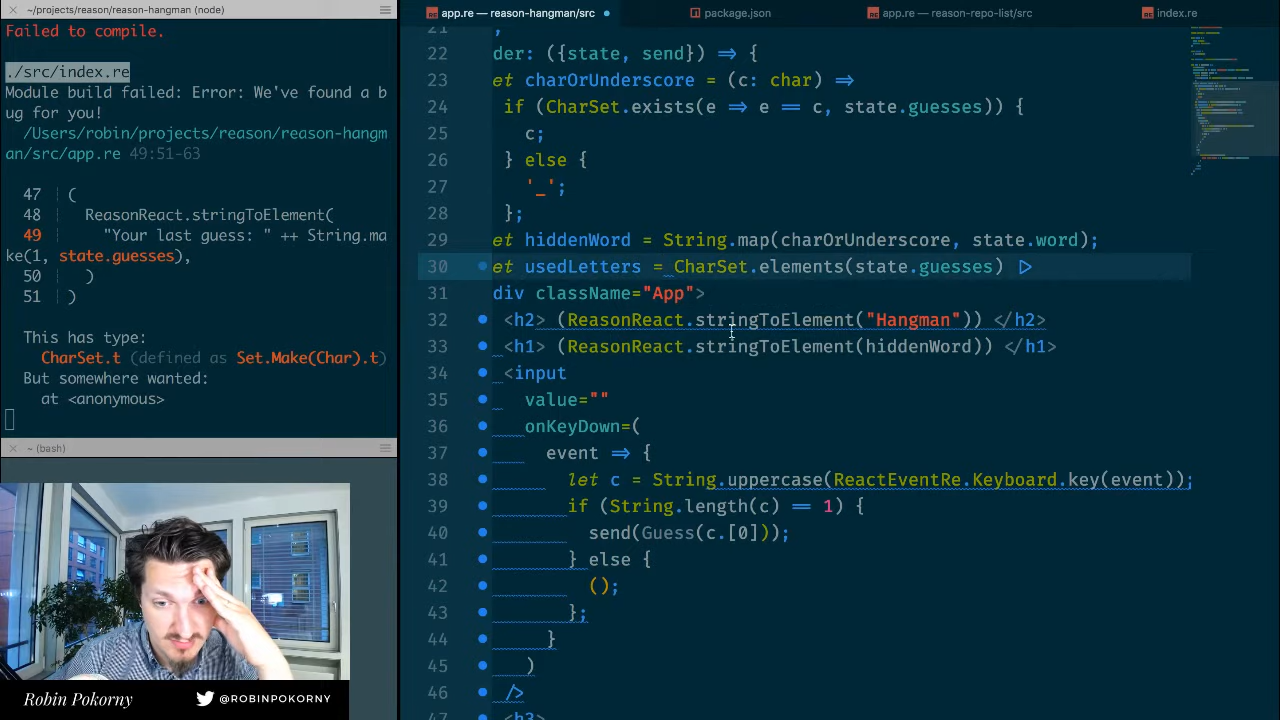 ~/projects/reason/reason-hangman (node)
Failed to compile.
./src/index.re
Module build failed: Error: We've found a b
ug for you!
/Users/robin/projects/reason/reason-hangm
an/src/app.re 49:51-63
47 (
48 ReasonReact.stringToElement(
49 "Your last guess: " ++ String.ma
ke(1, state.guesses),
50 )
51 )
This has type:
CharSet.t (defined as Set.Make(Char).t)
But somewhere wanted:
at <anonymous>
~ (bash)
Robin Pokorny
@ROBINPOKORNY
app.re — reason-hangman/src
package.json
app.re — reason-repo-list/src
index.re
21 ;
22 der: ({state, send}) => {
23 et charOrUnderscore = (c: char) =>
24 if (CharSet.exists(e => e == c, state.guesses)) {
25 c;
26 } else {
27 '_';
28 };
29 et hiddenWord = String.map(charOrUnderscore, state.word);
30 et usedLetters = CharSet.elements(state.guesses) |>
31 div className="App">
32 <h2> (ReasonReact.stringToElement("Hangman")) </h2>
33 <h1> (ReasonReact.stringToElement(hiddenWord)) </h1>
34 <input
35 value=""
36 onKeyDown=(
37 event => {
38 let c = String.uppercase(ReactEventRe.Keyboard.key(event));
39 if (String.length(c) == 1) {
40 send(Guess(c.[0]));
41 } else {
42 ();
43 };
44 }
45 )
46 />
47 <h3>